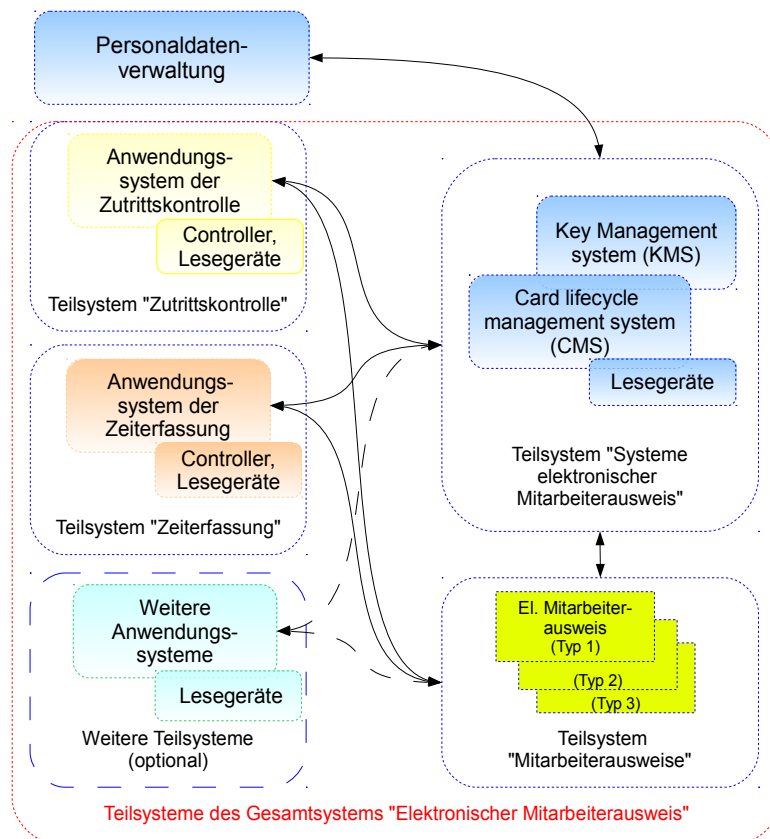 Personaldaten-
verwaltung
Anwendungs-
system der
Zutrittskontrolle
Controller,
Lesegeräte
Teilsystem "Zutrittskontrolle"
Anwendungs-
system der
Zeiterfassung
Controller,
Lesegeräte
Teilsystem "Zeiterfassung"
Weitere
Anwendungs-
systeme
Lesegeräte
Weitere Teilsysteme
(optional)
Key Management
system (KMS)
Card lifecycle
management system
(CMS)
Lesegeräte
Teilsystem "Systeme
elektronischer
Mitarbeiterausweis"
El. Mitarbeiter-
ausweis
(Typ 1)
(Typ 2)
(Typ 3)
Teilsystem
"Mitarbeiterausweise"
Teilsysteme des Gesamtsystems "Elektronischer Mitarbeiterausweis"